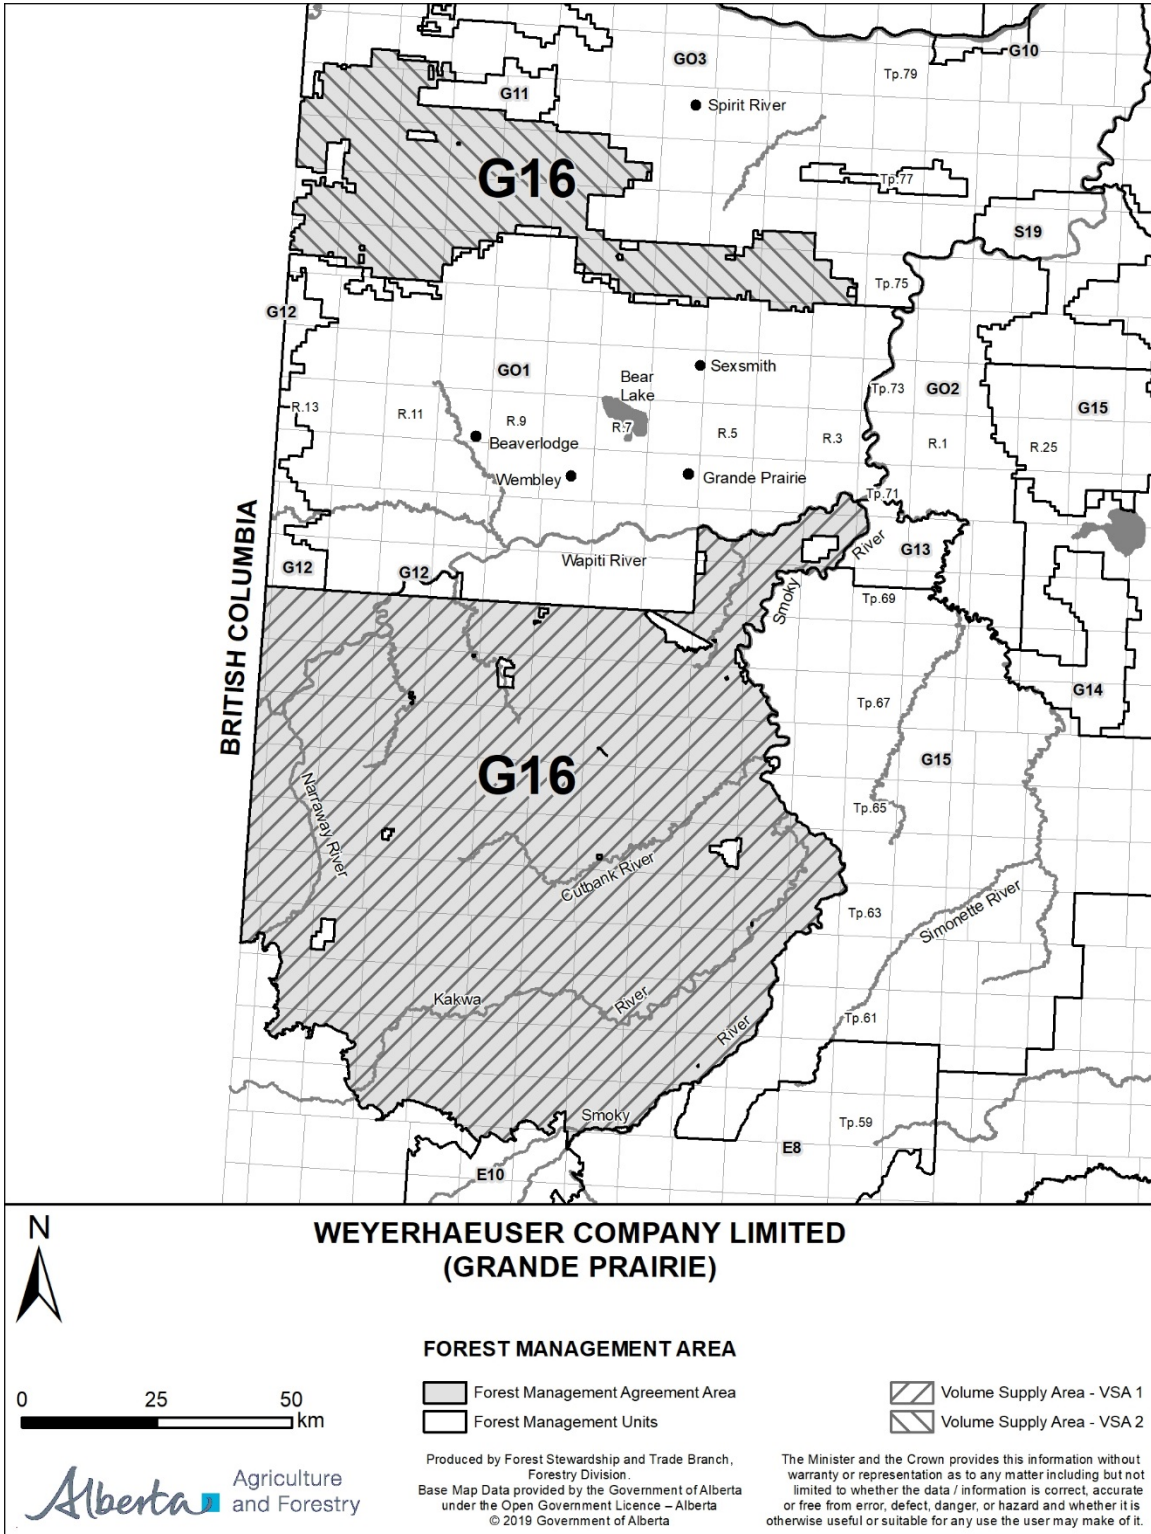 G10
GO3
Tp.79
G11
Spirit River
G16
Tp.77
S19
Tp.75
G12
Sexsmith
GO1
Bear
Lake
Tp.73
GO2
R.13
R.11
R.9
R.7
R.5
R.3
R.1
R.25
G15
Beaverlodge
Wembley
Grande Prairie
Tp.71
BRITISH COLUMBIA
Wapiti River
River
G13
G12
G12
Smoky
Tp.69
G14
Tp.67
G16
G15
Narraway River
Tp.65
Cutbank River
Tp.63
Simonette River
Kakwa
River
River
Tp.61
Smoky
Tp.59
E8
E10
N
WEYERHAEUSER COMPANY LIMITED
(GRANDE PRAIRIE)
FOREST MANAGEMENT AREA
0 25 50
km
Forest Management Agreement Area
Forest Management Units
Volume Supply Area - VSA 1
Volume Supply Area - VSA 2
Alberta
Agriculture
and Forestry
Produced by Forest Stewardship and Trade Branch,
Forestry Division.
Base Map Data provided by the Government of Alberta
under the Open Government Licence – Alberta
© 2019 Government of Alberta
The Minister and the Crown provides this information without
warranty or representation as to any matter including but not
limited to whether the data / information is correct, accurate
or free from error, defect, danger, or hazard and whether it is
otherwise useful or suitable for any use the user may make of it.